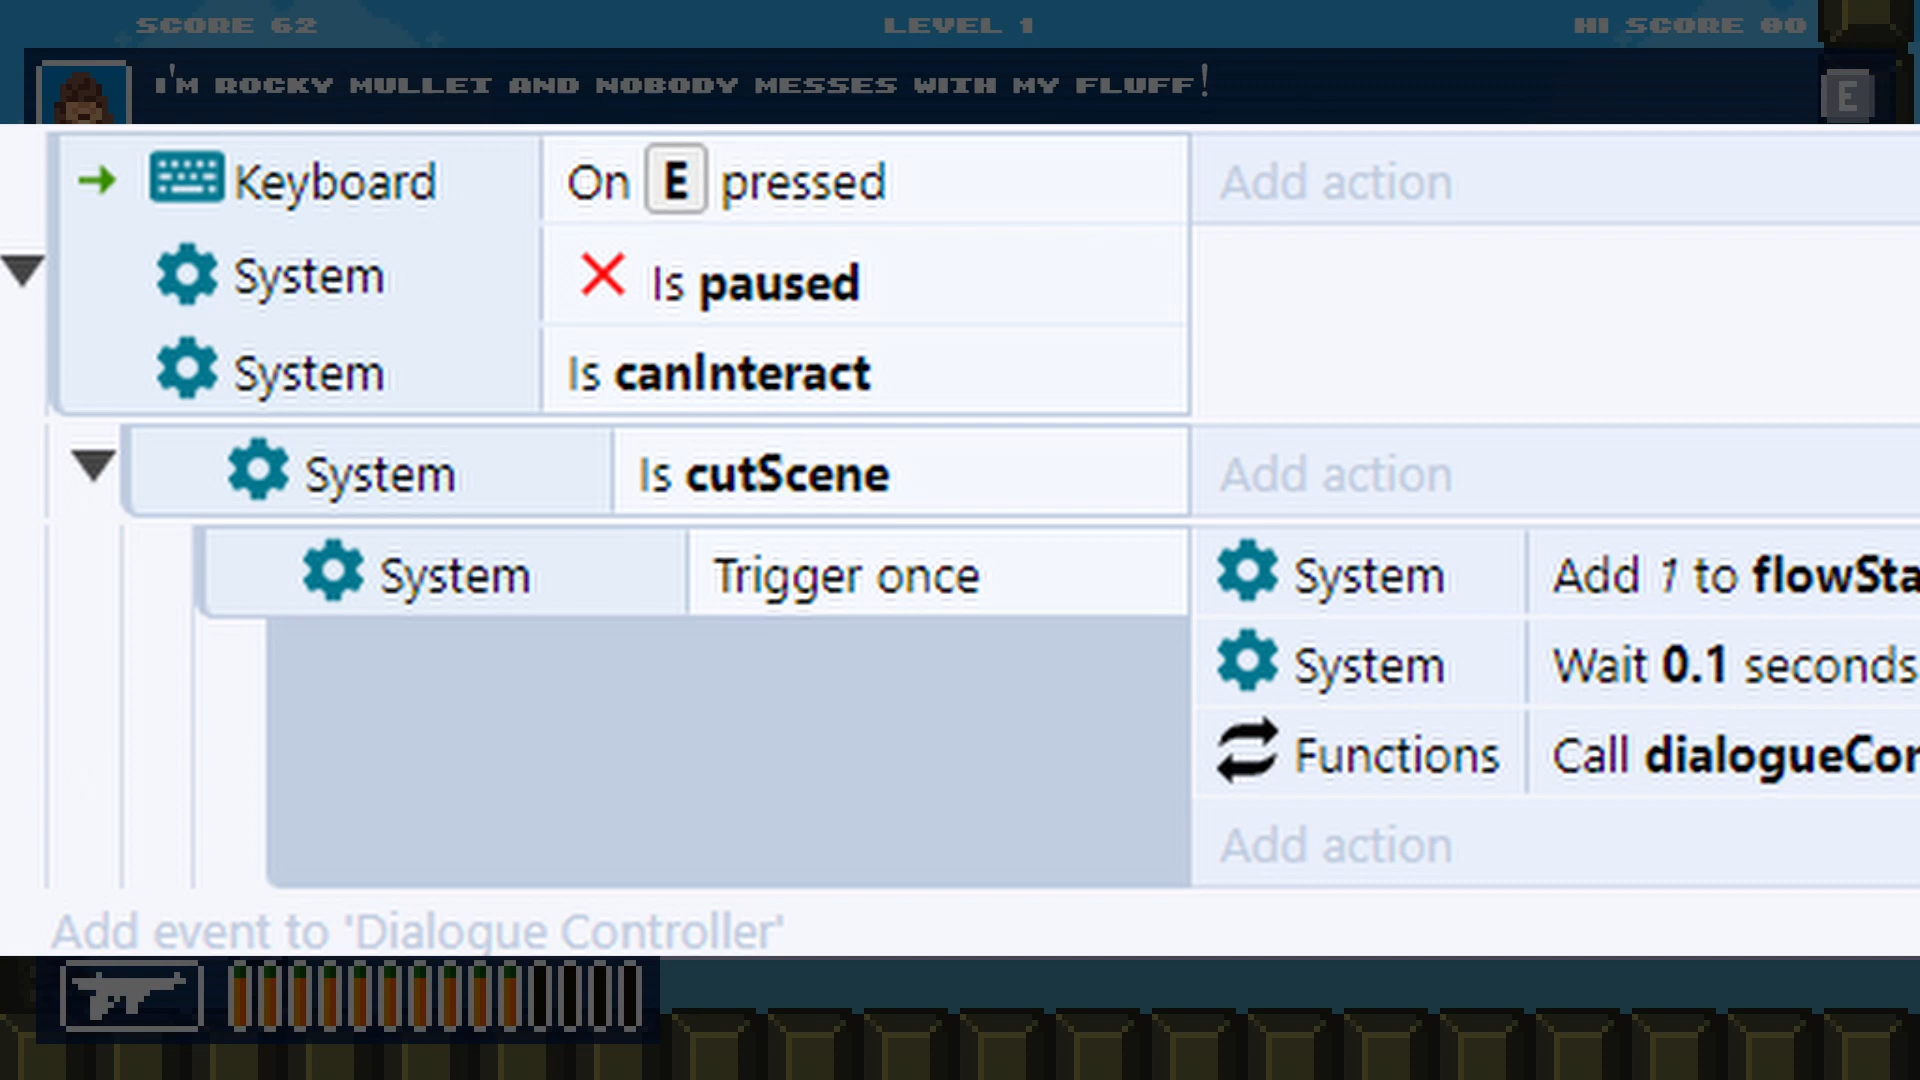 SCORE 62 LEVEL 1 HI SCORE 80
I'M ROCKY MULLET AND NOBODY MESSES WITH MY FLUFF! E
Keyboard On E pressed Add action
System Is paused
System Is canInteract
System Is cutScene Add action
System Trigger once System Add 1 to flowSta
System Wait 0.1 seconds
Functions Call dialogueCon
Add action
Add event to 'Dialogue Controller'